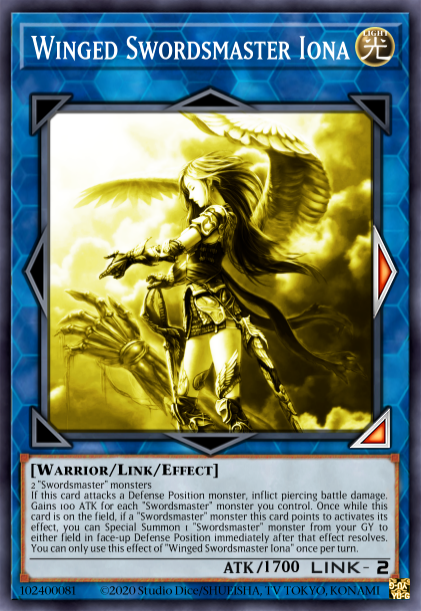 Winged Swordsmaster Iona
LIGHT
光
[Warrior/Link/Effect]
2 "Swordsmaster" monsters
If this card attacks a Defense Position monster, inflict piercing battle damage.
Gains 100 ATK for each "Swordsmaster" monster you control. Once while this
card is on the field, if a "Swordsmaster" monster this card points to activates its
effect, you can Special Summon 1 "Swordsmaster" monster from your GY to
either field in face-up Defense Position immediately after that effect resolves.
You can only use this effect of "Winged Swordsmaster Iona" once per turn.
ATK/1700 LINK-2
102400081 ©2020 Studio Dice/SHUEISHA, TV TOKYO, KONAMI